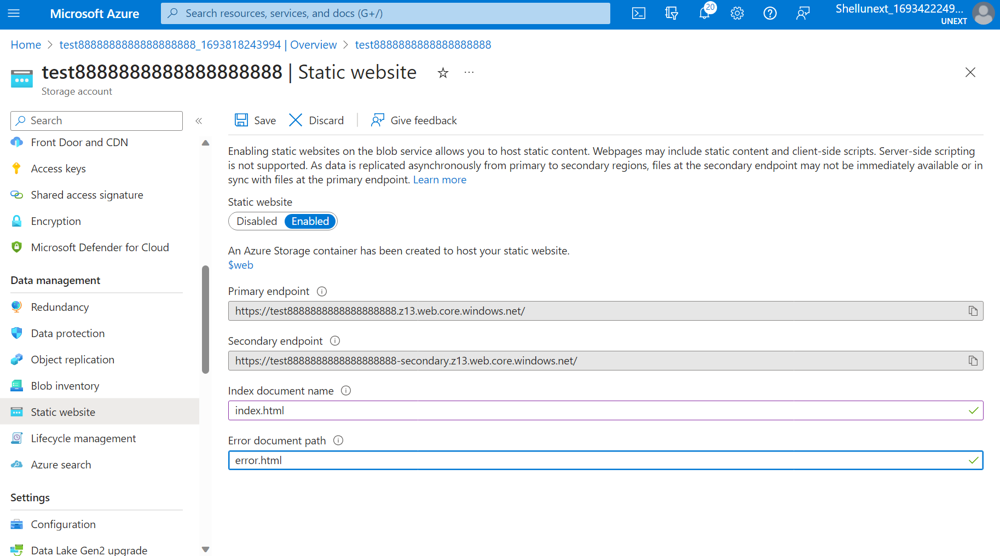 Microsoft Azure
Search resources, services, and docs (G+/)
20
Shellunext_1693422249...
UNEXT
Home > test8888888888888888888_1693818243994 | Overview > test8888888888888888888
test8888888888888888888 | Static website
Storage account
Search
Front Door and CDN
Access keys
Shared access signature
Encryption
Microsoft Defender for Cloud
Data management
Redundancy
Data protection
Object replication
Blob inventory
Static website
Lifecycle management
Azure search
Settings
Configuration
Data Lake Gen2 upgrade
Save
Discard
Give feedback
Enabling static websites on the blob service allows you to host static content. Webpages may include static content and client-side scripts. Server-side scripting
is not supported. As data is replicated asynchronously from primary to secondary regions, files at the secondary endpoint may not be immediately available or in
sync with files at the primary endpoint. Learn more
Static website
Disabled Enabled
An Azure Storage container has been created to host your static website.
$web
Primary endpoint
https://test8888888888888888888.z13.web.core.windows.net/
Secondary endpoint
https://test8888888888888888888-secondary.z13.web.core.windows.net/
Index document name
index.html
Error document path
error.html